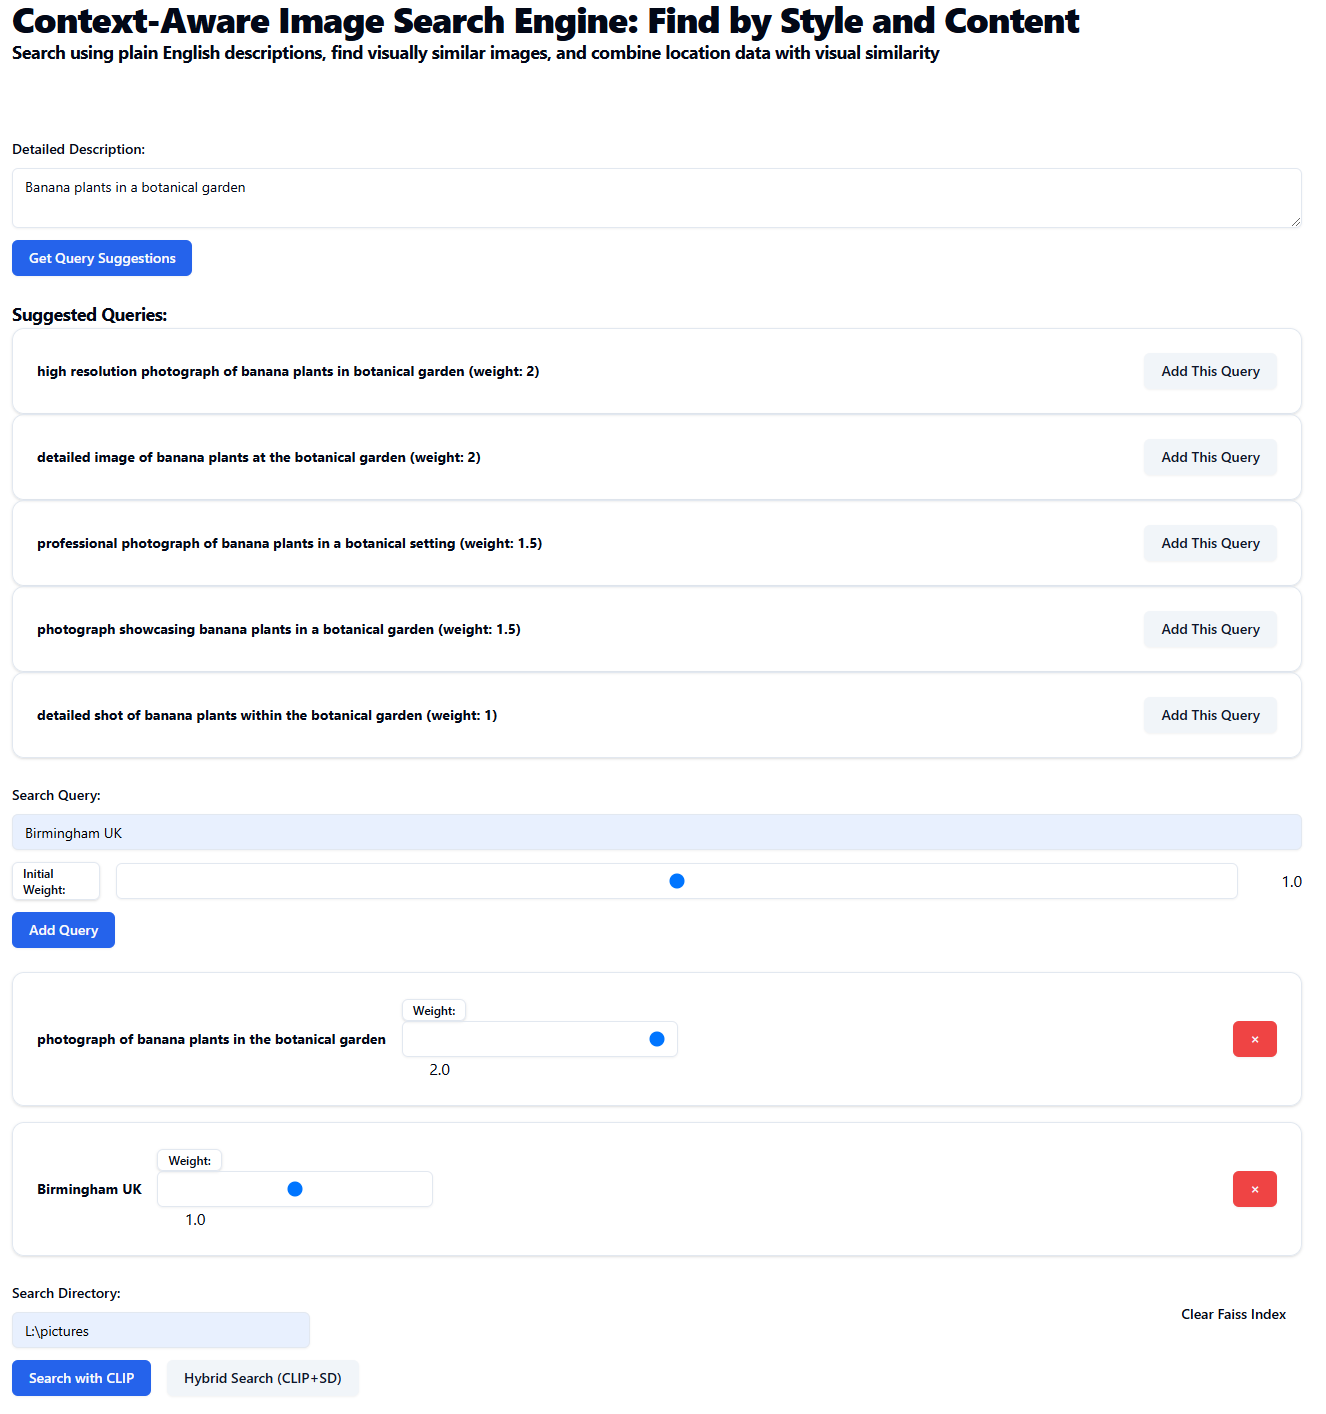 Context-Aware Image Search Engine: Find by Style and Content
Search using plain English descriptions, find visually similar images, and combine location data with visual similarity
Detailed Description:
Banana plants in a botanical garden
Get Query Suggestions
Suggested Queries:
high resolution photograph of banana plants in botanical garden (weight: 2)
Add This Query
detailed image of banana plants at the botanical garden (weight: 2)
Add This Query
professional photograph of banana plants in a botanical setting (weight: 1.5)
Add This Query
photograph showcasing banana plants in a botanical garden (weight: 1.5)
Add This Query
detailed shot of banana plants within the botanical garden (weight: 1)
Add This Query
Search Query:
Birmingham UK
Initial
Weight:
1.0
Add Query
Weight:
photograph of banana plants in the botanical garden
×
2.0
Weight:
Birmingham UK
×
1.0
Search Directory:
Clear Faiss Index
L:\pictures
Search with CLIP
Hybrid Search (CLIP+SD)